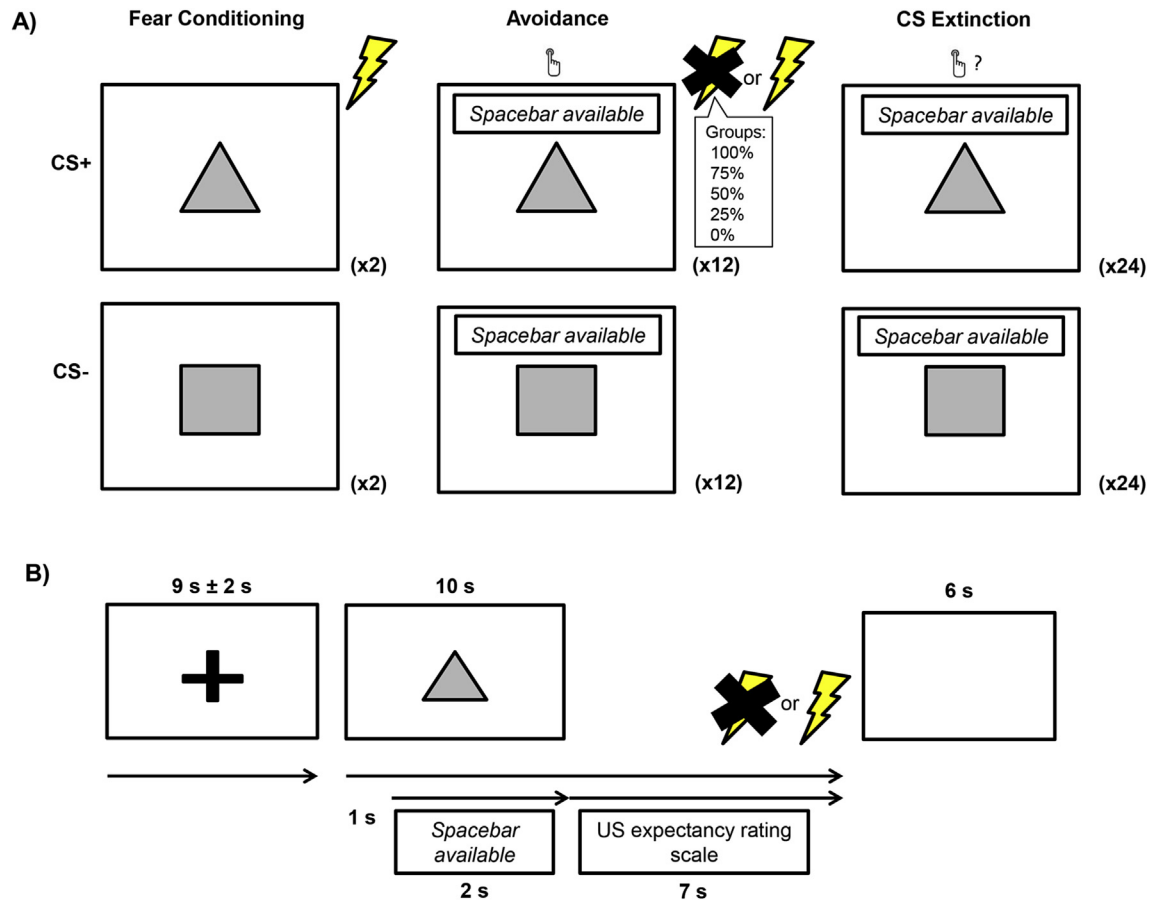 A)
Fear Conditioning
Avoidance
CS Extinction
?
or
CS+
Spacebar available
Spacebar available
Groups:
100%
75%
50%
25%
0%
(x2)
(x12)
(x24)
CS-
Spacebar available
Spacebar available
(x2)
(x12)
(x24)
B)
9 s ± 2 s
10 s
6 s
or
1 s
Spacebar
available
US expectancy rating
scale
2 s
7 s